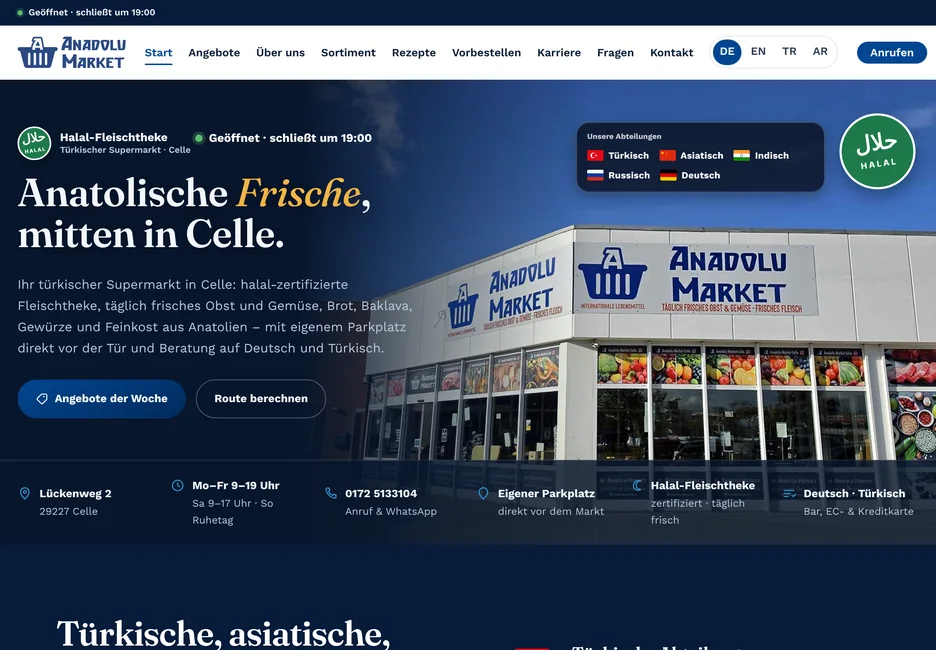 Geöffnet · schließt um 19:00
ANADOLU
MARKET
Start Angebote Über uns Sortiment Rezepte Vorbestellen Karriere Fragen Kontakt DE EN TR AR Anrufen
حلال
HALAL
Halal-Fleischtheke
Türkischer Supermarkt · Celle
Geöffnet · schließt um 19:00
Unsere Abteilungen
Türkisch Asiatisch Indisch
Russisch Deutsch
حلال
HALAL
Anatolische Frische,
mitten in Celle.
Ihr türkischer Supermarkt in Celle: halal-zertifizierte
Fleischtheke, täglich frisches Obst und Gemüse, Brot, Baklava,
Gewürze und Feinkost aus Anatolien – mit eigenem Parkplatz
direkt vor der Tür und Beratung auf Deutsch und Türkisch.
Angebote der Woche
Route berechnen
ANADOLU
MARKET
TÄGLICH FRISCHES OBST & GEMÜSE · FRISCHES FLEISCH
ANADOLU
MARKET
INTERNATIONALE LEBENSMITTEL
TÄGLICH FRISCHES OBST & GEMÜSE · FRISCHES FLEISCH
Lückenweg 2
29227 Celle
Mo–Fr 9–19 Uhr
Sa 9–17 Uhr · So
Ruhetag
0172 5133104
Anruf & WhatsApp
Eigener Parkplatz
direkt vor dem Markt
Halal-Fleischtheke
zertifiziert · täglich
frisch
Deutsch · Türkisch
Bar, EC- & Kreditkarte
Türkische, asiatische,